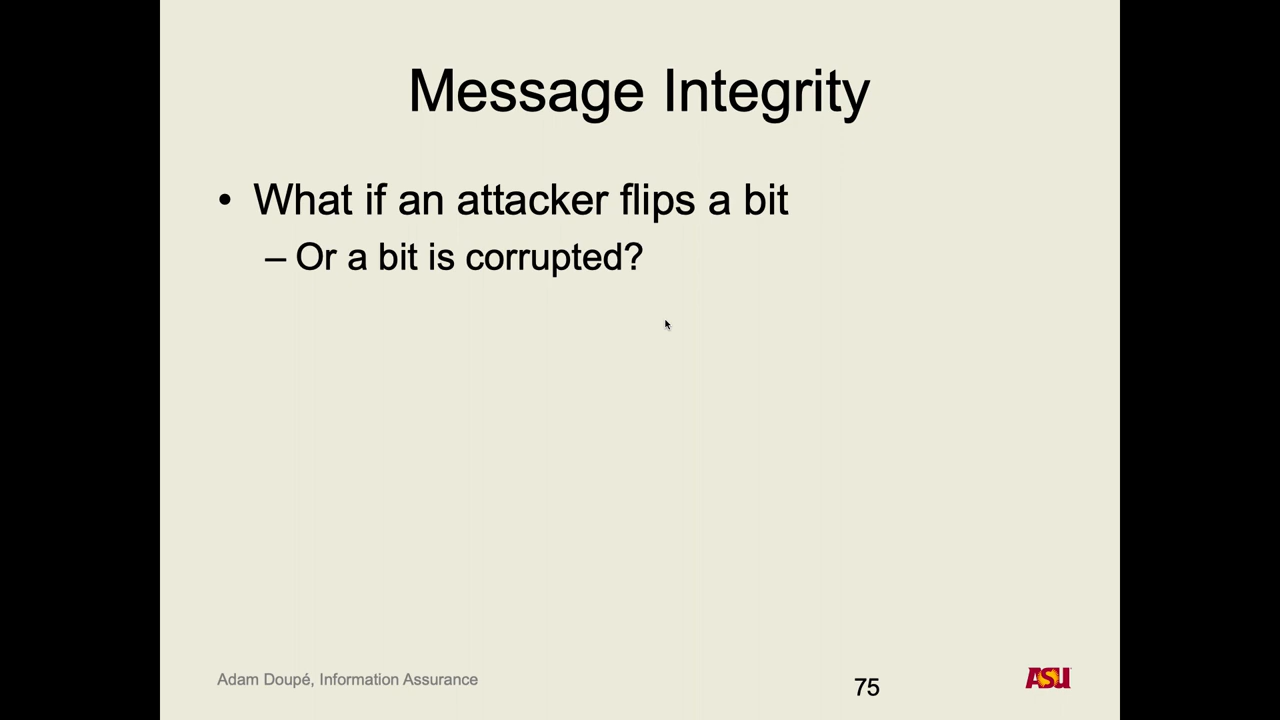 Message Integrity
• What if an attacker flips a bit
– Or a bit is corrupted?
Adam Doupé, Information Assurance
75
ASU